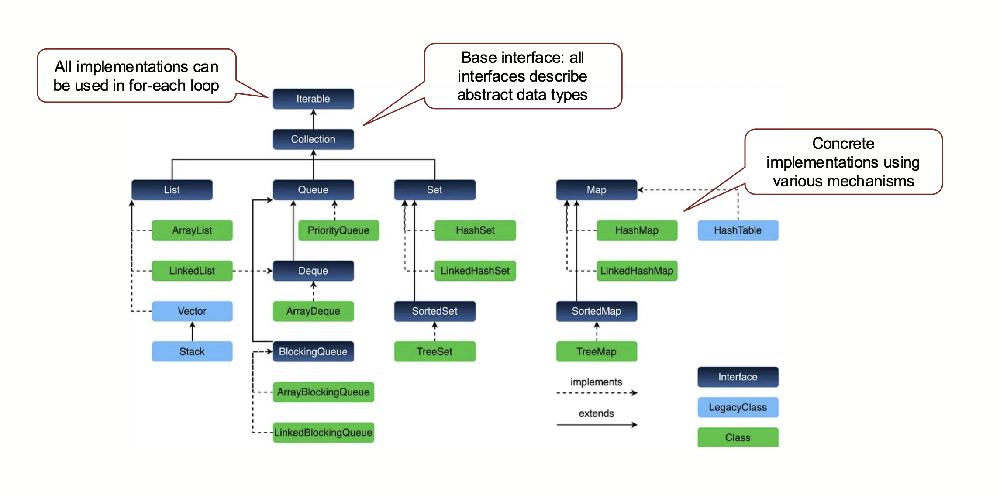 All implementations can
be used in for-each loop
Base interface: all
interfaces describe
abstract data types
Iterable
Collection
Concrete
implementations using
various mechanisms
List
Queue
Set
Map
ArrayList
PriorityQueue
HashSet
HashMap
HashTable
LinkedList
Deque
LinkedHashSet
LinkedHashMap
Vector
ArrayDeque
SortedSet
SortedMap
Stack
BlockingQueue
TreeSet
TreeMap
ArrayBlockingQueue
LinkedBlockingQueue
implements
extends
Interface
LegacyClass
Class